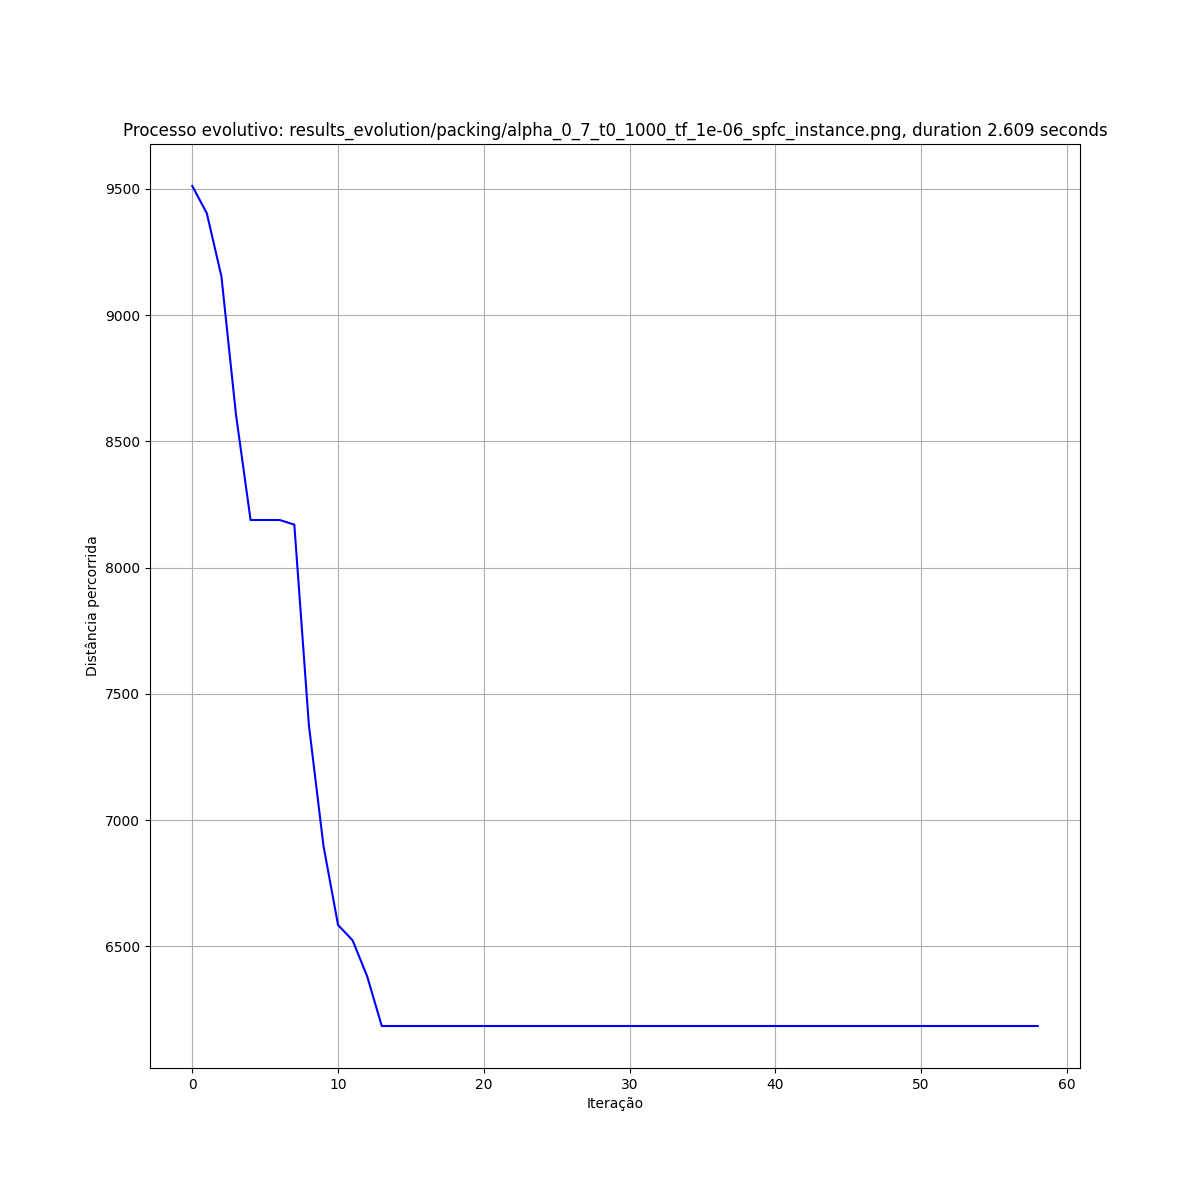 Processo evolutivo: results_evolution/packing/alpha_0_7_t0_1000_tf_1e-06_spfc_instance.png, duration 2.609 seconds
9500
9000
8500
8000
7500
7000
6500
Distância percorrida
0 10 20 30 40 50 60
Iteração